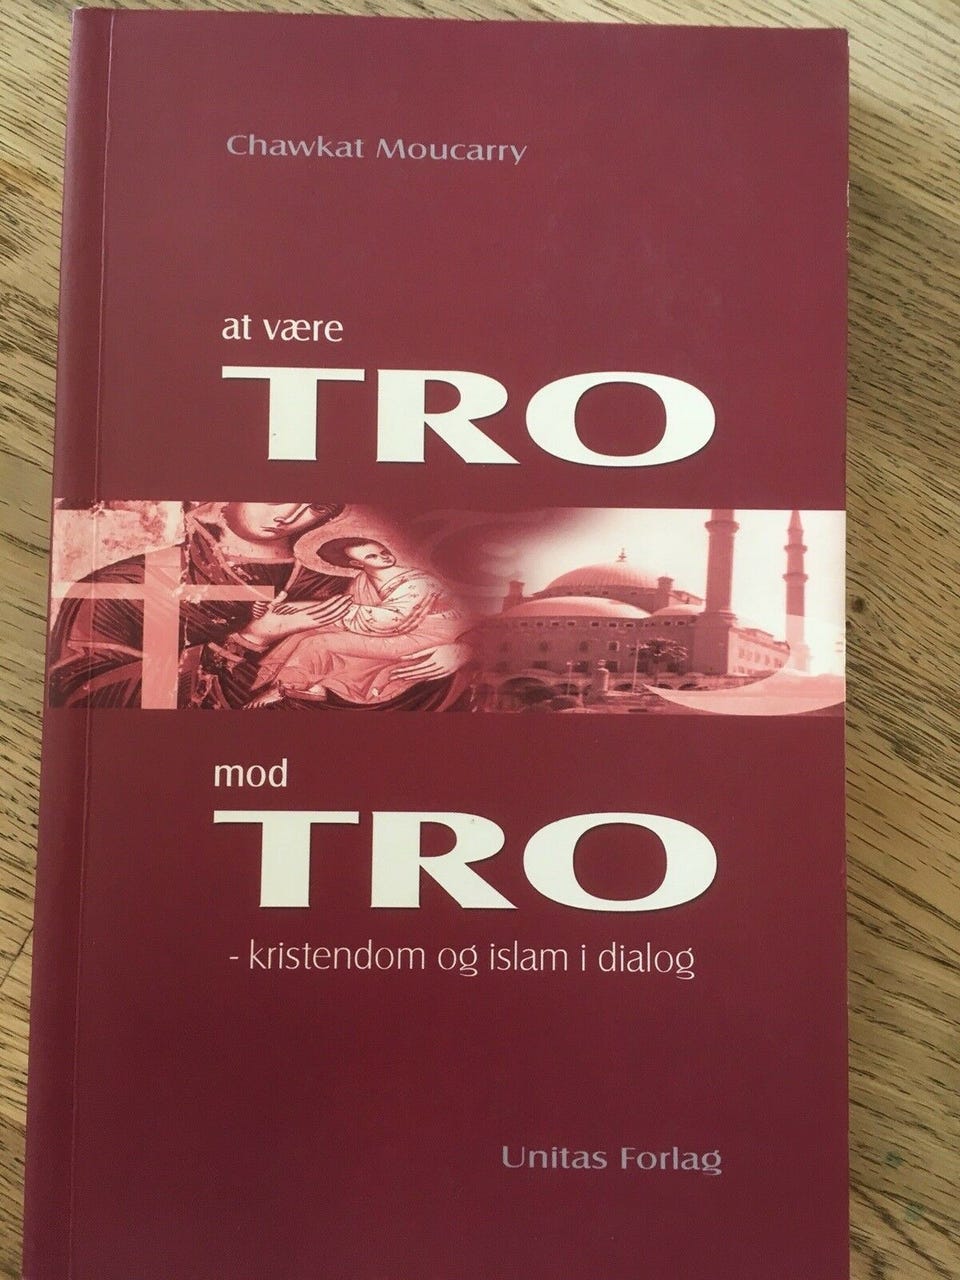 Chawkat Moucarry
at være
TRO
mod
TRO
- kristendom og islam i dialog
Unitas Forlag